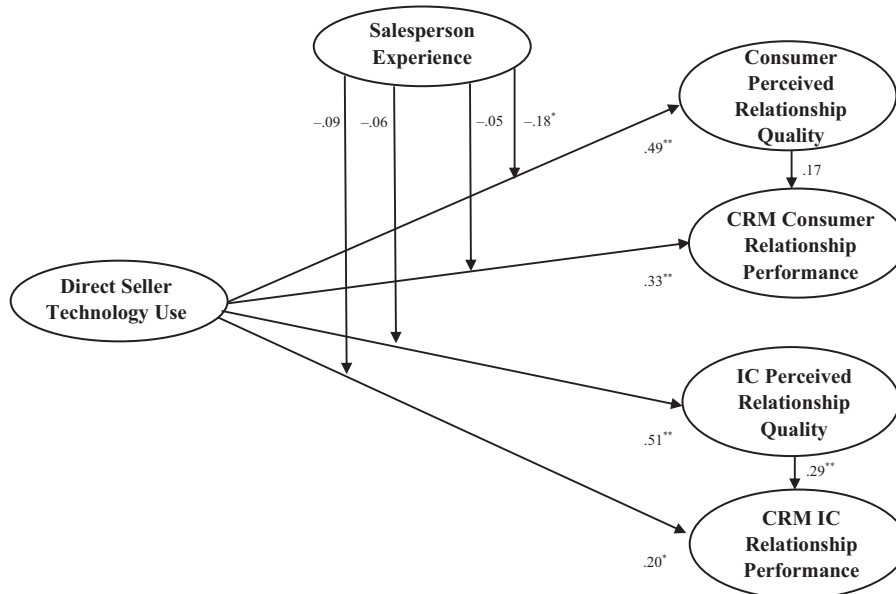 Salesperson
Experience
Consumer
Perceived
Relationship
Quality
–.09
–.06
–.05
–.18*
.49**
.17
CRM Consumer
Relationship
Performance
Direct Seller
Technology Use
.33**
IC Perceived
Relationship
Quality
.51**
.29**
CRM IC
Relationship
Performance
.20*